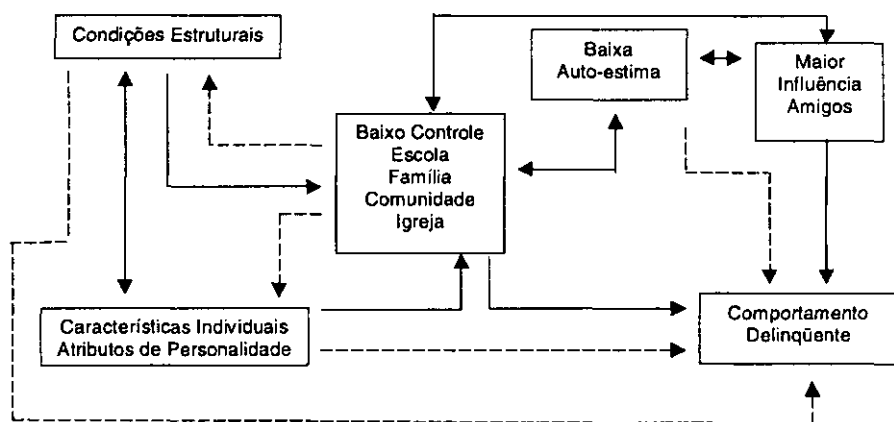 Condições Estruturais
Baixa
Auto-estima
Maior
Influência
Amigos
Baixo Controle
Escola
Família
Comunidade
Igreja
Características Individuais
Atributos de Personalidade
Comportamento
Delinqüente